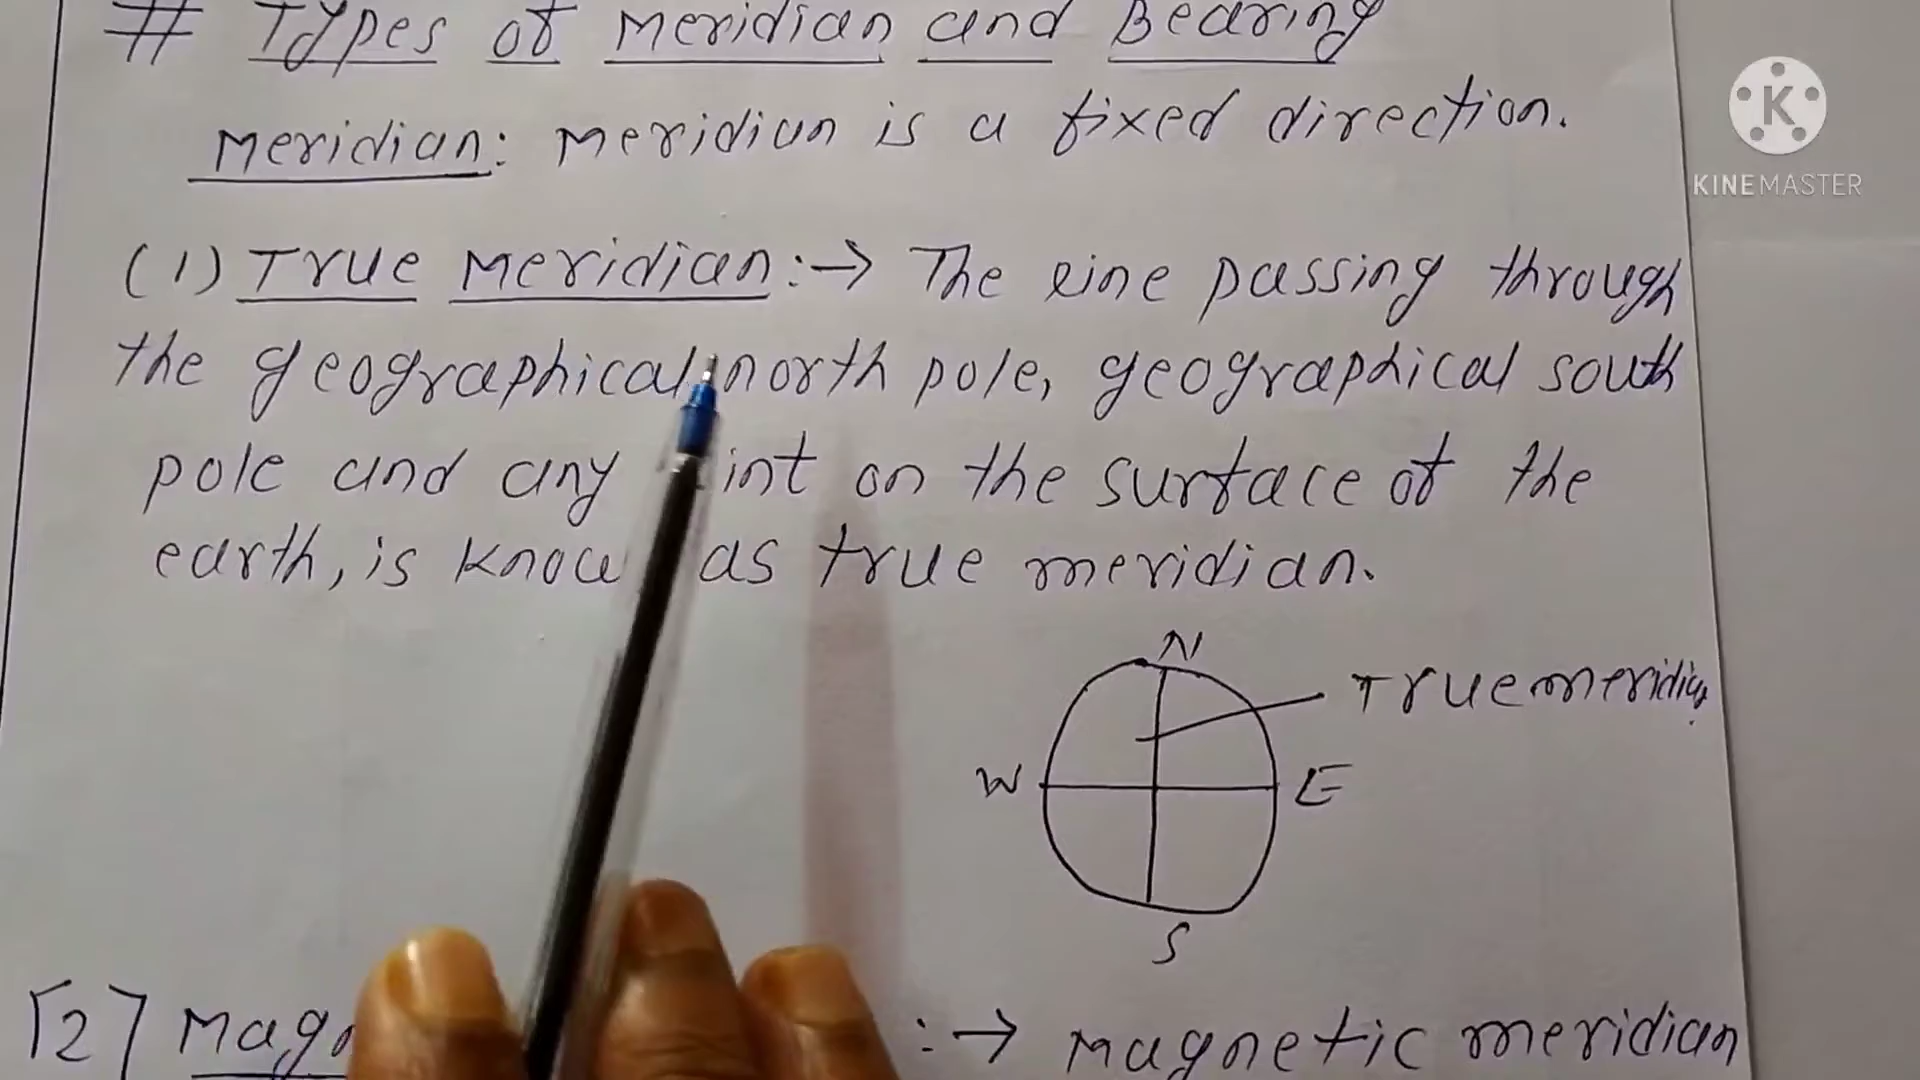 # Types of Meridian and Bearing
Meridian: Meridian is a fixed direction.
(1) True Meridian:→ The line passing through
the geographical north pole, geographical south
pole and any int on the surface of the
earth, is know as true meridian.
N
True meridian
W E
S
[2] Mag :→ Magnetic meridian
K
KINEMASTER